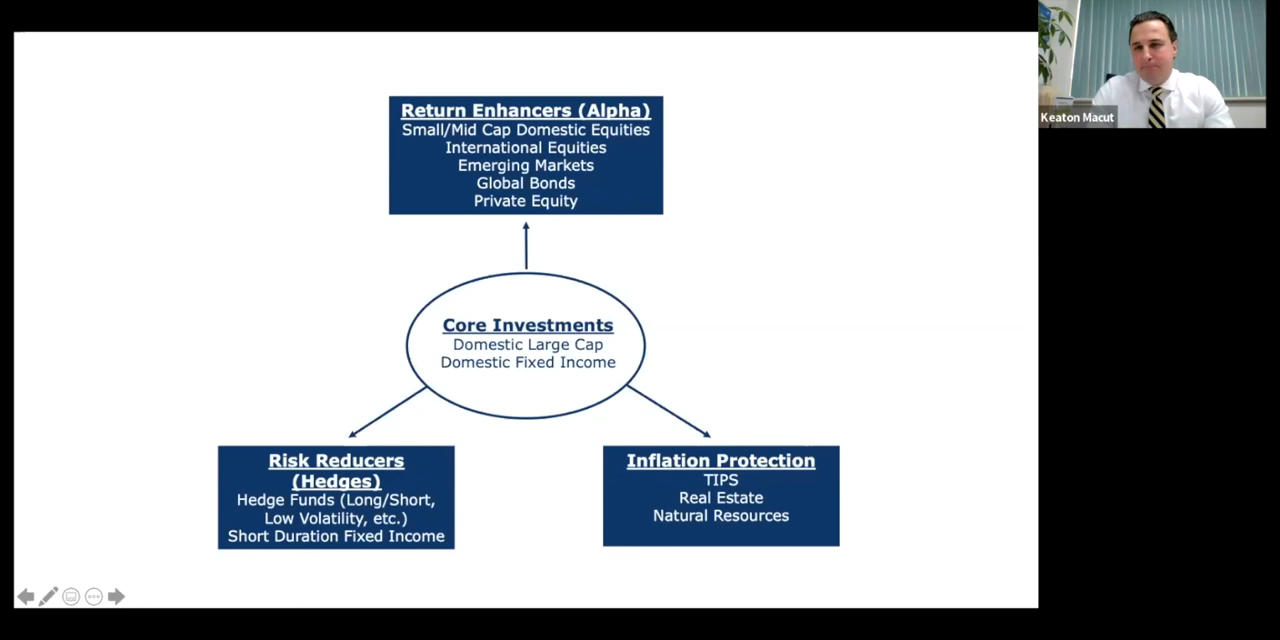 Return Enhancers (Alpha)
Small/Mid Cap Domestic Equities
International Equities
Emerging Markets
Global Bonds
Private Equity
Core Investments
Domestic Large Cap
Domestic Fixed Income
Risk Reducers
(Hedges)
Hedge Funds (Long/Short,
Low Volatility, etc.)
Short Duration Fixed Income
Inflation Protection
TIPS
Real Estate
Natural Resources
Keaton Macut